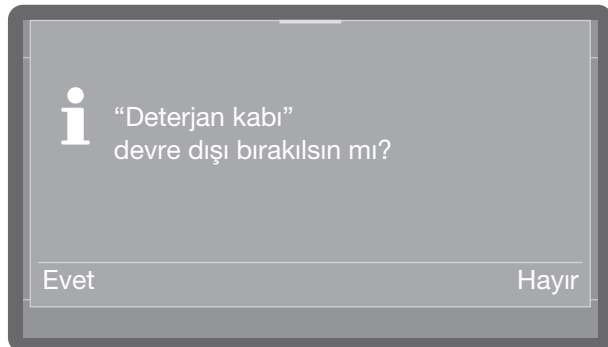 “Deterjan kabı”
devre dışı bırakılsın mı?
Evet
Hayır